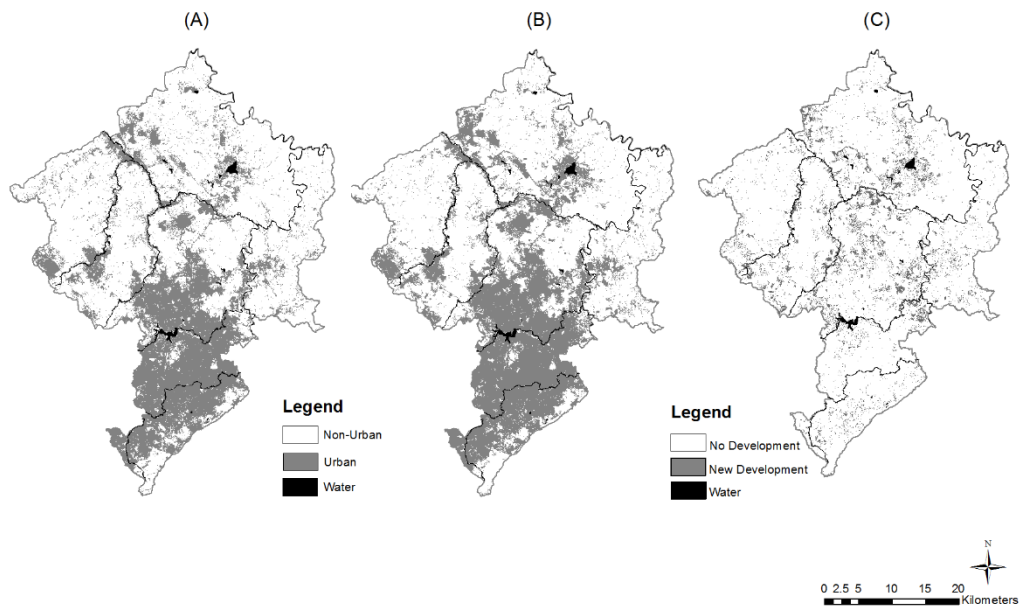 (A)
(B)
(C)
Legend
Non-Urban
Urban
Water
Legend
No Development
New Development
Water
N
0 2.5 5 10 15 20
Kilometers